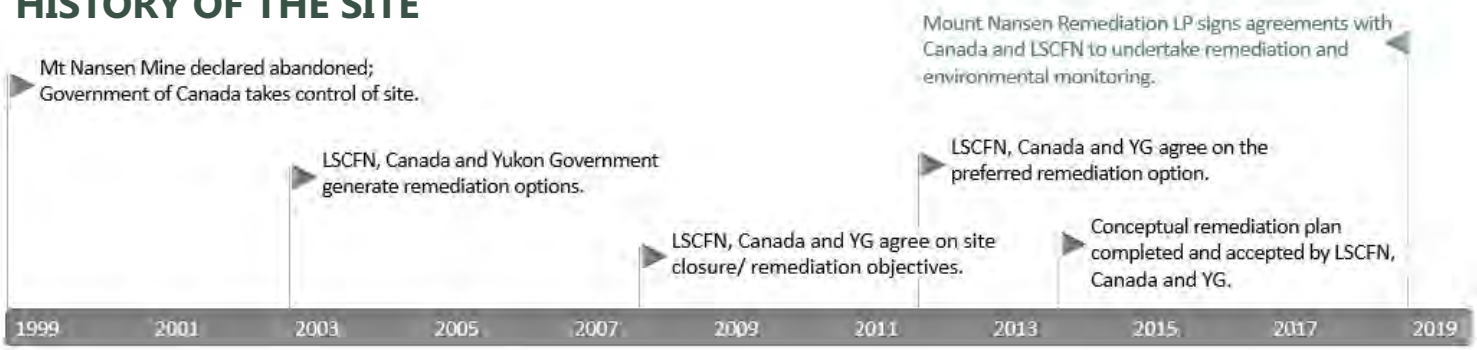 HISTORY OF THE SITE
Mt Nansen Mine declared abandoned;
Government of Canada takes control of site.
LSCFN, Canada and Yukon Government
generate remediation options.
LSCFN, Canada and YG agree on site
closure/ remediation objectives.
LSCFN, Canada and YG agree on the
preferred remediation option.
Conceptual remediation plan
completed and accepted by LSCFN,
Canada and YG.
Mount Nansen Remediation LP signs agreements with
Canada and LSCFN to undertake remediation and
environmental monitoring.
1999 2001 2003 2005 2007 2009 2011 2013 2015 2017 2019